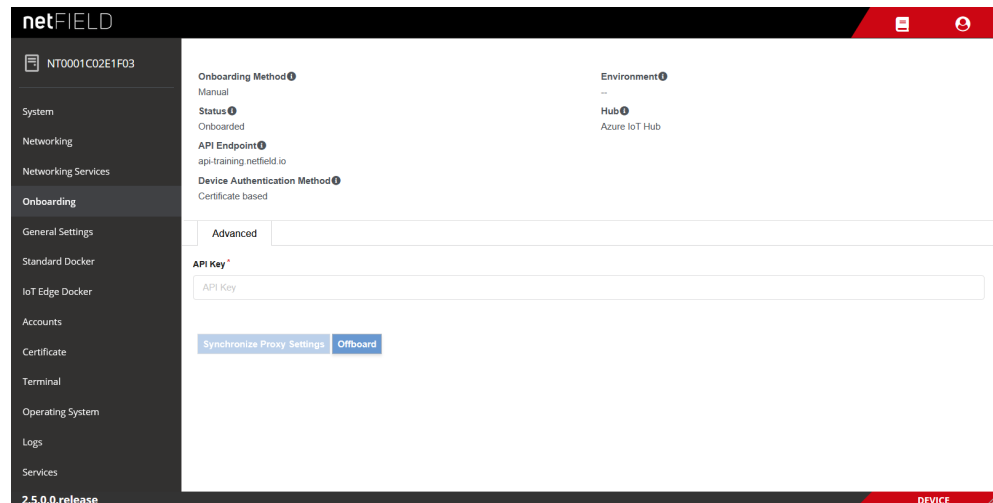 netFIELD
NT0001C02E1F03
System
Networking
Networking Services
Onboarding
General Settings
Standard Docker
IoT Edge Docker
Accounts
Certificate
Terminal
Operating System
Logs
Services
2.5.0.0.release
Onboarding Method
Manual
Status
Onboarded
API Endpoint
api-training.netfield.io
Device Authentication Method
Certificate based
Environment
--
Hub
Azure IoT Hub
Advanced
API Key*
API Key
Synchronize Proxy Settings Offboard
DEVICE